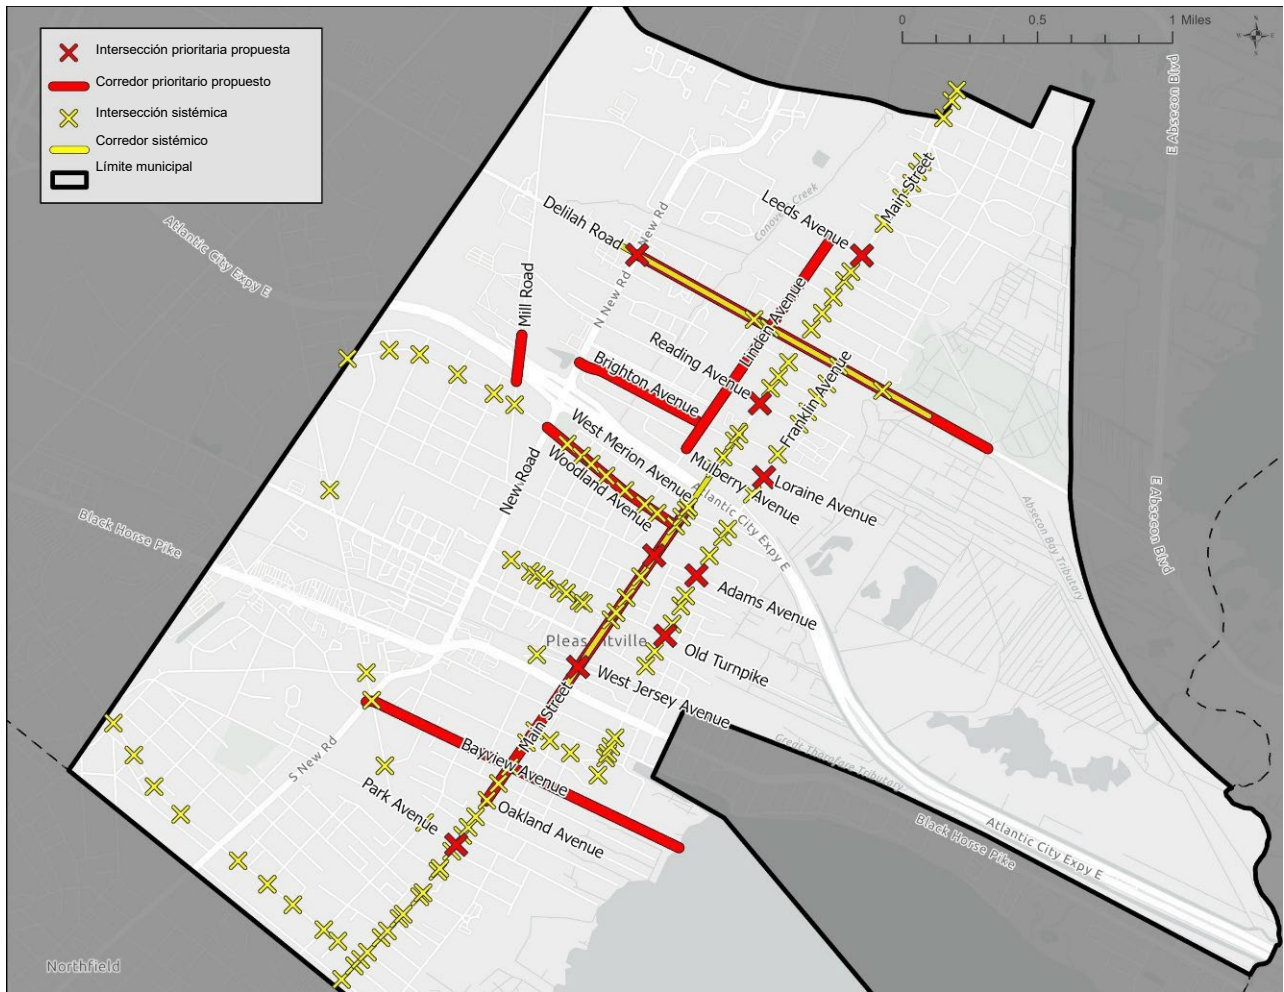 Intersección prioritaria propuesta
Corredor prioritario propuesto
Intersección sistémica
Corredor sistémico
Límite municipal
0 0.5 1 Miles
N
E
S
W
E Absecon Blvd
Main Street
Leeds Avenue
Conovers Creek
Delilah Road
New Rd
N New Rd
Atlantic City Expy E
Mill Road
Linden Avenue
Reading Avenue
Brighton Avenue
Franklin Avenue
West Merion Avenue
Woodland Avenue
Mulberry Avenue
Loraine Avenue
New Road
Atlantic City Expy E
Absecon Bay Tributary
E Absecon Blvd
Black Horse Pike
Adams Avenue
Pleasantville
Old Turnpike
West Jersey Avenue
Main Street
Great Thorofare Tributary
S New Rd
Bayview Avenue
Park Avenue
Oakland Avenue
Black Horse Pike
Atlantic City Expy E
Northfield